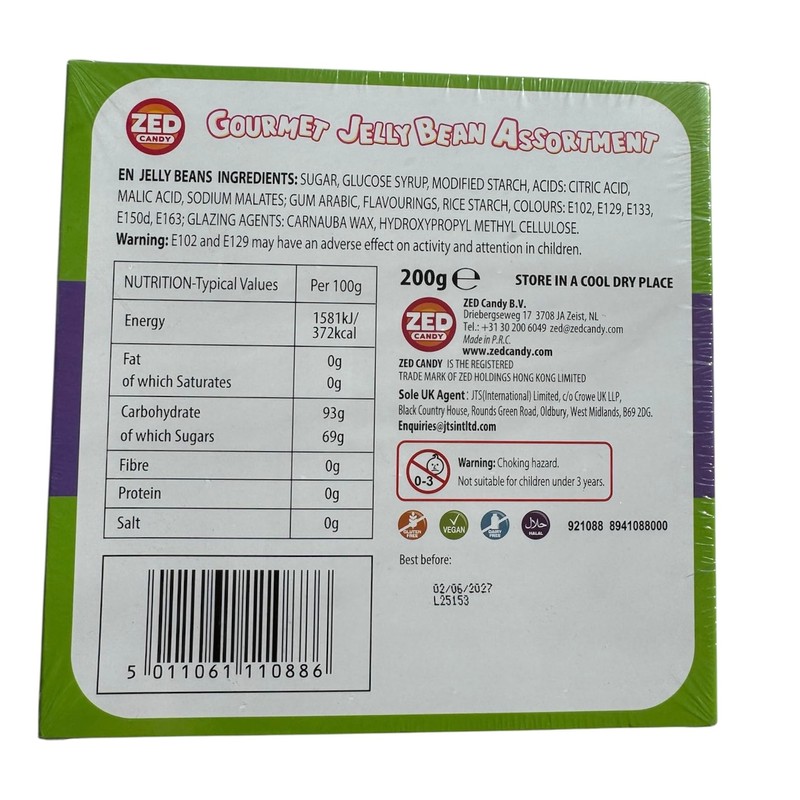 ZED
CANDY
GOURMET JELLY BEAN ASSORTMENT
EN JELLY BEANS INGREDIENTS: SUGAR, GLUCOSE SYRUP, MODIFIED STARCH, ACIDS: CITRIC ACID,
MALIC ACID, SODIUM MALATES; GUM ARABIC, FLAVOURINGS, RICE STARCH, COLOURS: E102, E129, E133,
E150d, E163; GLAZING AGENTS: CARNAUBA WAX, HYDROXYPROPYL METHYL CELLULOSE.
Warning: E102 and E129 may have an adverse effect on activity and attention in children.
NUTRITION-Typical Values Per 100g
Energy 1581kJ/
372kcal
Fat 0g
of which Saturates 0g
Carbohydrate 93g
of which Sugars 69g
Fibre 0g
Protein 0g
Salt 0g
200g ℮ STORE IN A COOL DRY PLACE
ZED
CANDY
ZED Candy B.V.
Driebergseweg 17 3708 JA Zeist, NL
Tel.: +31 30 200 6049 zed@zedcandy.com
Made in P.R.C.
www.zedcandy.com
ZED CANDY IS THE REGISTERED
TRADE MARK OF ZED HOLDINGS HONG KONG LIMITED
Sole UK Agent: JTS(International) Limited, c/o Crowe UK LLP,
Black Country House, Rounds Green Road, Oldbury, West Midlands, B69 2DG.
Enquiries@jtsintltd.com
0-3
Warning: Choking hazard.
Not suitable for children under 3 years.
GLUTEN FREE
VEGAN
DAIRY FREE
حلال
HALAL
921088 8941088000
Best before:
02/06/2027
L25153
5 011061 110886